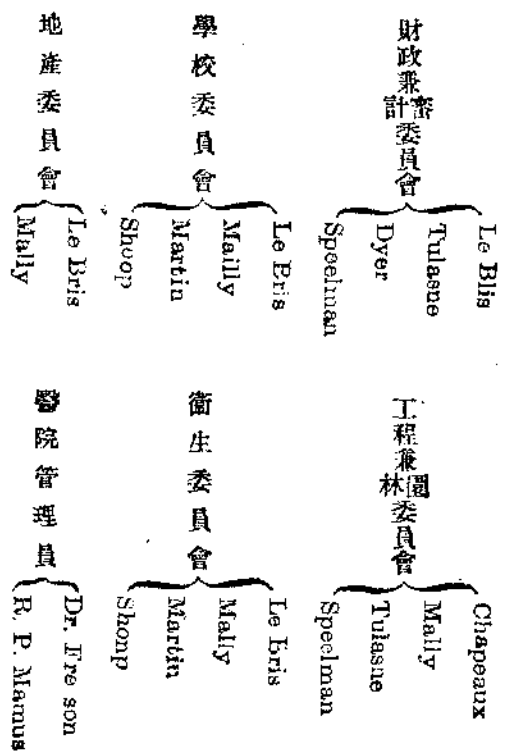 財政兼審計委員會
Le Blis
Tulasne
Dyer
Speelman
工程兼園林委員會
Chapeaux
Mally
Tulasne
Speelman
學校委員會
Le Bris
Mailly
Martin
Shoop
衛生委員會
Le Bris
Mally
Martin
Shonp
地產委員會
Le Bris
Mally
醫院管理員
Dr. Fre son
R. P. Mamus